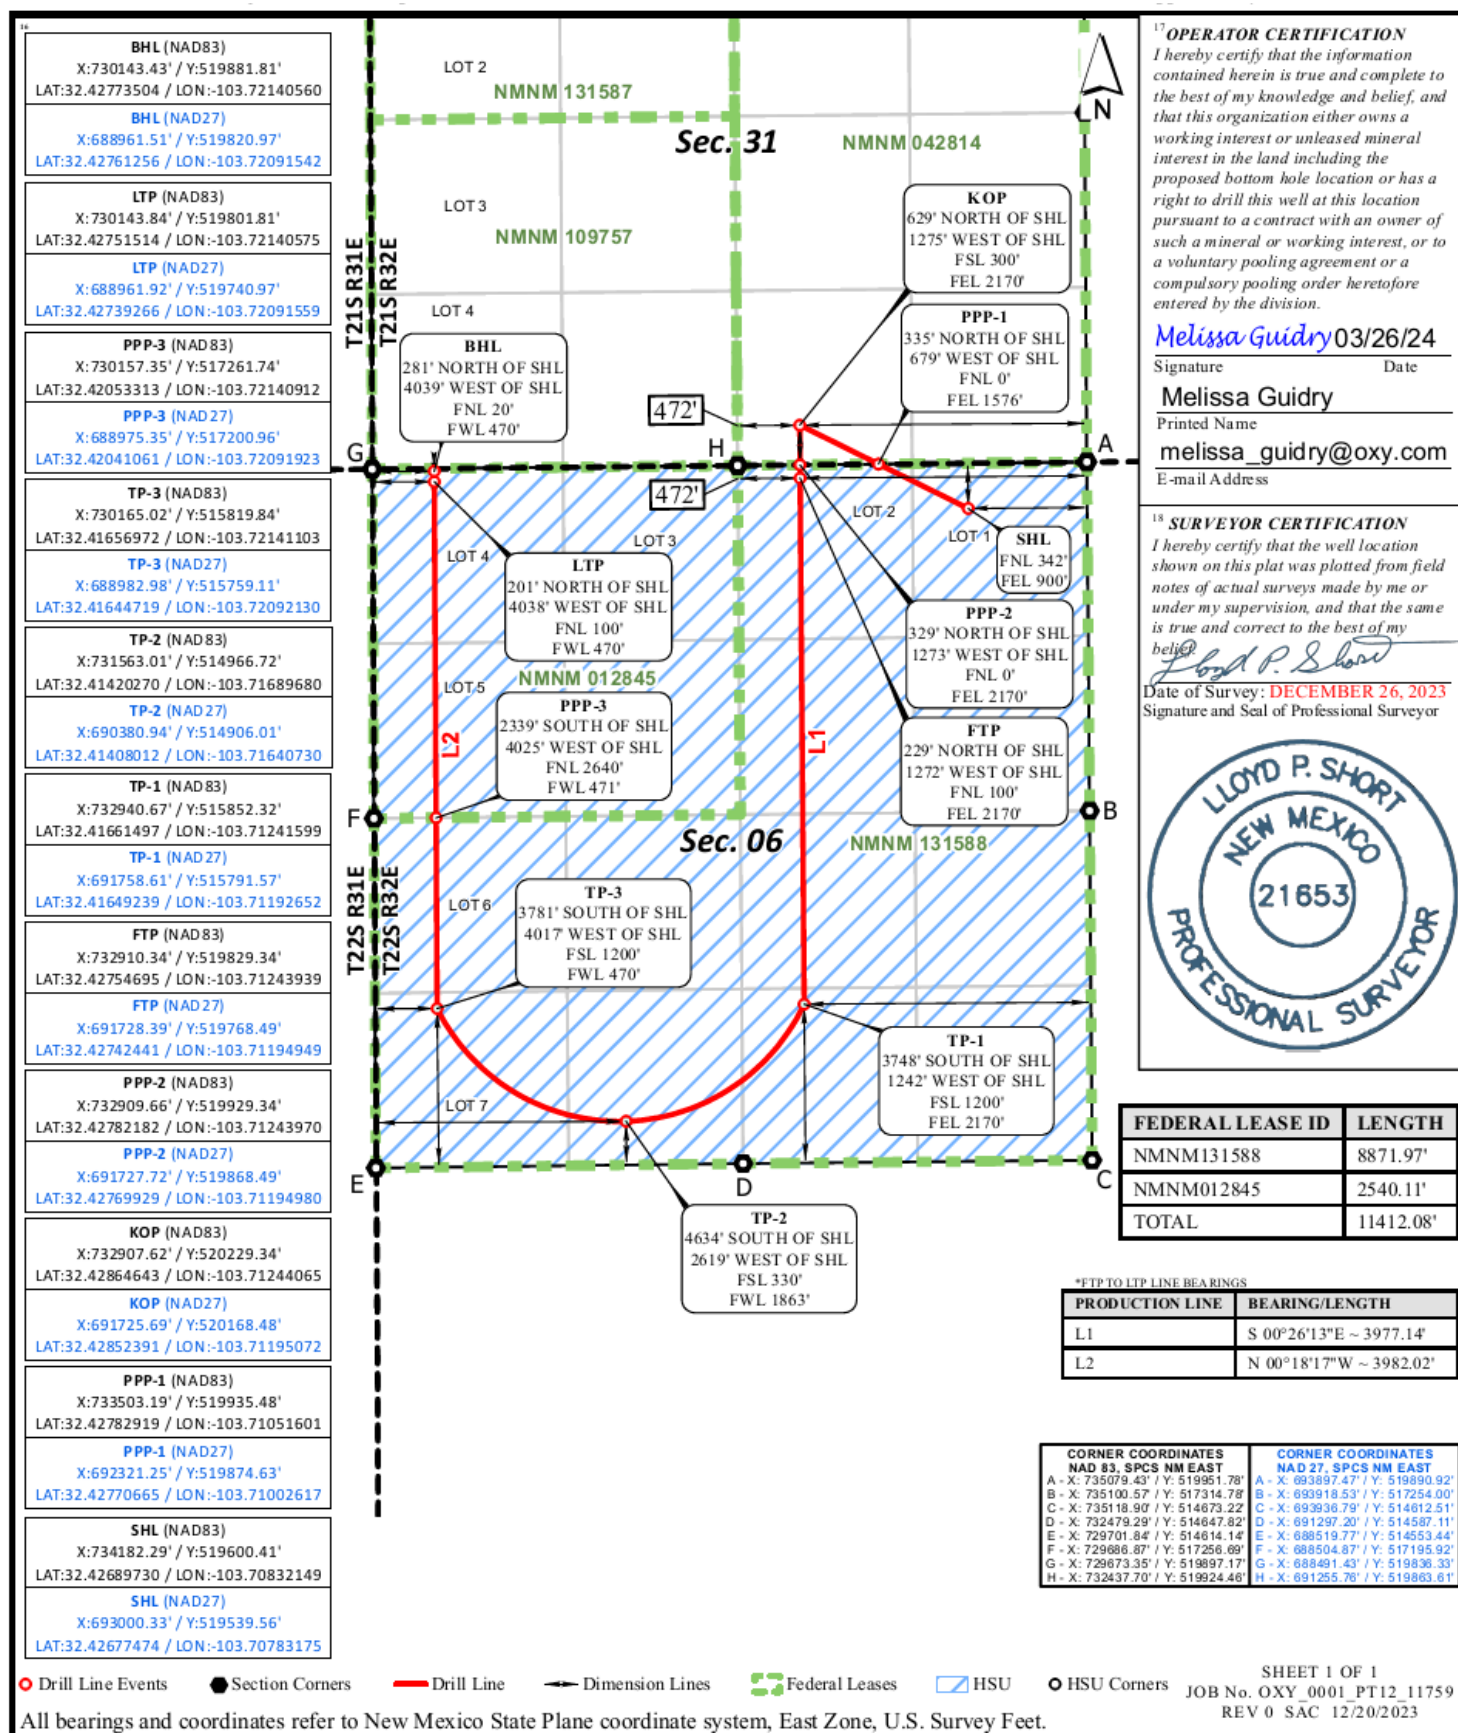 16
BHL (NAD83)
X:730143.43' / Y:519881.81'
LAT:32.42773504 / LON:-103.72140560
BHL (NAD27)
X:688961.51' / Y:519820.97'
LAT:32.42761256 / LON:-103.72091542
LTP (NAD83)
X:730143.84' / Y:519801.81'
LAT:32.42751514 / LON:-103.72140575
LTP (NAD27)
X:688961.92' / Y:519740.97'
LAT:32.42739266 / LON:-103.72091559
PPP-3 (NAD83)
X:730157.35' / Y:517261.74'
LAT:32.42053313 / LON:-103.72140912
PPP-3 (NAD27)
X:688975.35' / Y:517200.96'
LAT:32.42041061 / LON:-103.72091923
TP-3 (NAD83)
X:730165.02' / Y:515819.84'
LAT:32.41656972 / LON:-103.72141103
TP-3 (NAD27)
X:688982.98' / Y:515759.11'
LAT:32.41644719 / LON:-103.72092130
TP-2 (NAD83)
X:731563.01' / Y:514966.72'
LAT:32.41420270 / LON:-103.71689680
TP-2 (NAD27)
X:690380.94' / Y:514906.01'
LAT:32.41408012 / LON:-103.71640730
TP-1 (NAD83)
X:732940.67' / Y:515852.32'
LAT:32.41661497 / LON:-103.71241599
TP-1 (NAD27)
X:691758.61' / Y:515791.57'
LAT:32.41649239 / LON:-103.71192652
FTP (NAD83)
X:732910.34' / Y:519829.34'
LAT:32.42754695 / LON:-103.71243939
FTP (NAD27)
X:691728.39' / Y:519768.49'
LAT:32.42742441 / LON:-103.71194949
PPP-2 (NAD83)
X:732909.66' / Y:519929.34'
LAT:32.42782182 / LON:-103.71243970
PPP-2 (NAD27)
X:691727.72' / Y:519868.49'
LAT:32.42769929 / LON:-103.71194980
KOP (NAD83)
X:732907.62' / Y:520229.34'
LAT:32.42864643 / LON:-103.71244065
KOP (NAD27)
X:691725.69' / Y:520168.48'
LAT:32.42852391 / LON:-103.71195072
PPP-1 (NAD83)
X:733503.19' / Y:519935.48'
LAT:32.42782919 / LON:-103.71051601
PPP-1 (NAD27)
X:692321.25' / Y:519874.63'
LAT:32.42770665 / LON:-103.71002617
SHL (NAD83)
X:734182.29' / Y:519600.41'
LAT:32.42689730 / LON:-103.70832149
SHL (NAD27)
X:693000.33' / Y:519539.56'
LAT:32.42677474 / LON:-103.70783175
LOT 2
NMNM 131587
Sec. 31
NMNM 042814
N
LOT 3
NMNM 109757
T21S R31E
T21S R32E
LOT 4
KOP
629' NORTH OF SHL
1275' WEST OF SHL
FSL 300'
FEL 2170'
PPP-1
335' NORTH OF SHL
679' WEST OF SHL
FNL 0'
FEL 1576'
BHL
281' NORTH OF SHL
4039' WEST OF SHL
FNL 20'
FWL 470'
472'
G
H
A
472'
LOT 2
LOT 3
LOT 1
LOT 4
SHL
FNL 342'
FEL 900'
LTP
201' NORTH OF SHL
4038' WEST OF SHL
FNL 100'
FWL 470'
PPP-2
329' NORTH OF SHL
1273' WEST OF SHL
FNL 0'
FEL 2170'
NMNM 012845
LOT 5
PPP-3
2339' SOUTH OF SHL
4025' WEST OF SHL
FNL 2640'
FWL 471'
L2
L1
FTP
229' NORTH OF SHL
1272' WEST OF SHL
FNL 100'
FEL 2170'
F
B
Sec. 06
NMNM 131588
T22S R31E
T22S R32E
LOT 6
TP-3
3781' SOUTH OF SHL
4017' WEST OF SHL
FSL 1200'
FWL 470'
TP-1
3748' SOUTH OF SHL
1242' WEST OF SHL
FSL 1200'
FEL 2170'
LOT 7
E
D
C
TP-2
4634' SOUTH OF SHL
2619' WEST OF SHL
FSL 330'
FWL 1863'
17 OPERATOR CERTIFICATION
I hereby certify that the information
contained herein is true and complete to
the best of my knowledge and belief, and
that this organization either owns a
working interest or unleased mineral
interest in the land including the
proposed bottom hole location or has a
right to drill this well at this location
pursuant to a contract with an owner of
such a mineral or working interest, or to
a voluntary pooling agreement or a
compulsory pooling order heretofore
entered by the division.
Melissa Guidry 03/26/24
Signature Date
Melissa Guidry
Printed Name
melissa_guidry@oxy.com
E-mail Address
18 SURVEYOR CERTIFICATION
I hereby certify that the well location
shown on this plat was plotted from field
notes of actual surveys made by me or
under my supervision, and that the same
is true and correct to the best of my
belief.
Lloyd P. Short
Date of Survey: DECEMBER 26, 2023
Signature and Seal of Professional Surveyor
LLOYD P. SHORT
NEW MEXICO
21653
PROFESSIONAL SURVEYOR
FEDERAL LEASE ID LENGTH
NMNM131588 8871.97'
NMNM012845 2540.11'
TOTAL 11412.08'
*FTP TO LTP LINE BEARINGS
PRODUCTION LINE BEARING/LENGTH
L1 S 00°26'13"E ~ 3977.14'
L2 N 00°18'17"W ~ 3982.02'
CORNER COORDINATES
NAD 83, SPCS NM EAST
A - X: 735079.43' / Y: 519951.78'
B - X: 735100.57' / Y: 517314.78'
C - X: 735118.90' / Y: 514673.22'
D - X: 732479.29' / Y: 514647.82'
E - X: 729701.84' / Y: 514614.14'
F - X: 729686.87' / Y: 517256.69'
G - X: 729673.35' / Y: 519897.17'
H - X: 732437.70' / Y: 519924.46'
CORNER COORDINATES
NAD 27, SPCS NM EAST
A - X: 693897.47' / Y: 519890.92'
B - X: 693918.53' / Y: 517254.00'
C - X: 693936.79' / Y: 514612.51'
D - X: 691297.20' / Y: 514587.11'
E - X: 688519.77' / Y: 514553.44'
F - X: 688504.87' / Y: 517195.92'
G - X: 688491.43' / Y: 519836.33'
H - X: 691255.76' / Y: 519863.61'
Drill Line Events Section Corners Drill Line Dimension Lines Federal Leases HSU HSU Corners
SHEET 1 OF 1
JOB No. OXY_0001_PT12_11759
REV 0 SAC 12/20/2023
All bearings and coordinates refer to New Mexico State Plane coordinate system, East Zone, U.S. Survey Feet.